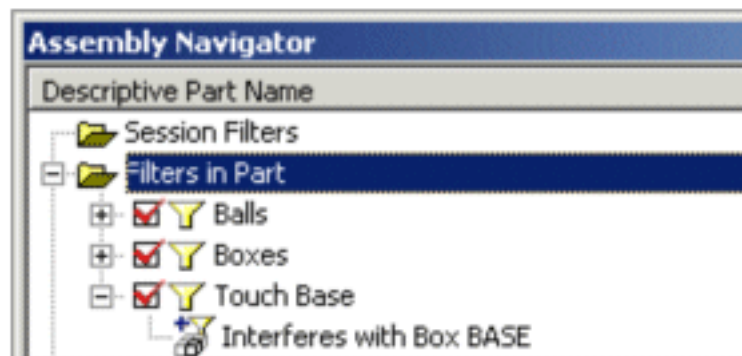 Assembly Navigator
Descriptive Part Name
Session Filters
Filters in Part
Balls
Boxes
Touch Base
Interferes with Box BASE